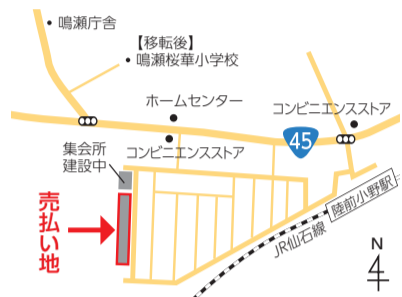 鳴瀬庁舎
【移転後】
鳴瀬桜華小学校
ホームセンター
コンビニエンスストア
45
コンビニエンスストア
集会所
建設中
売払い地
陸前小野駅
JR仙石線
N